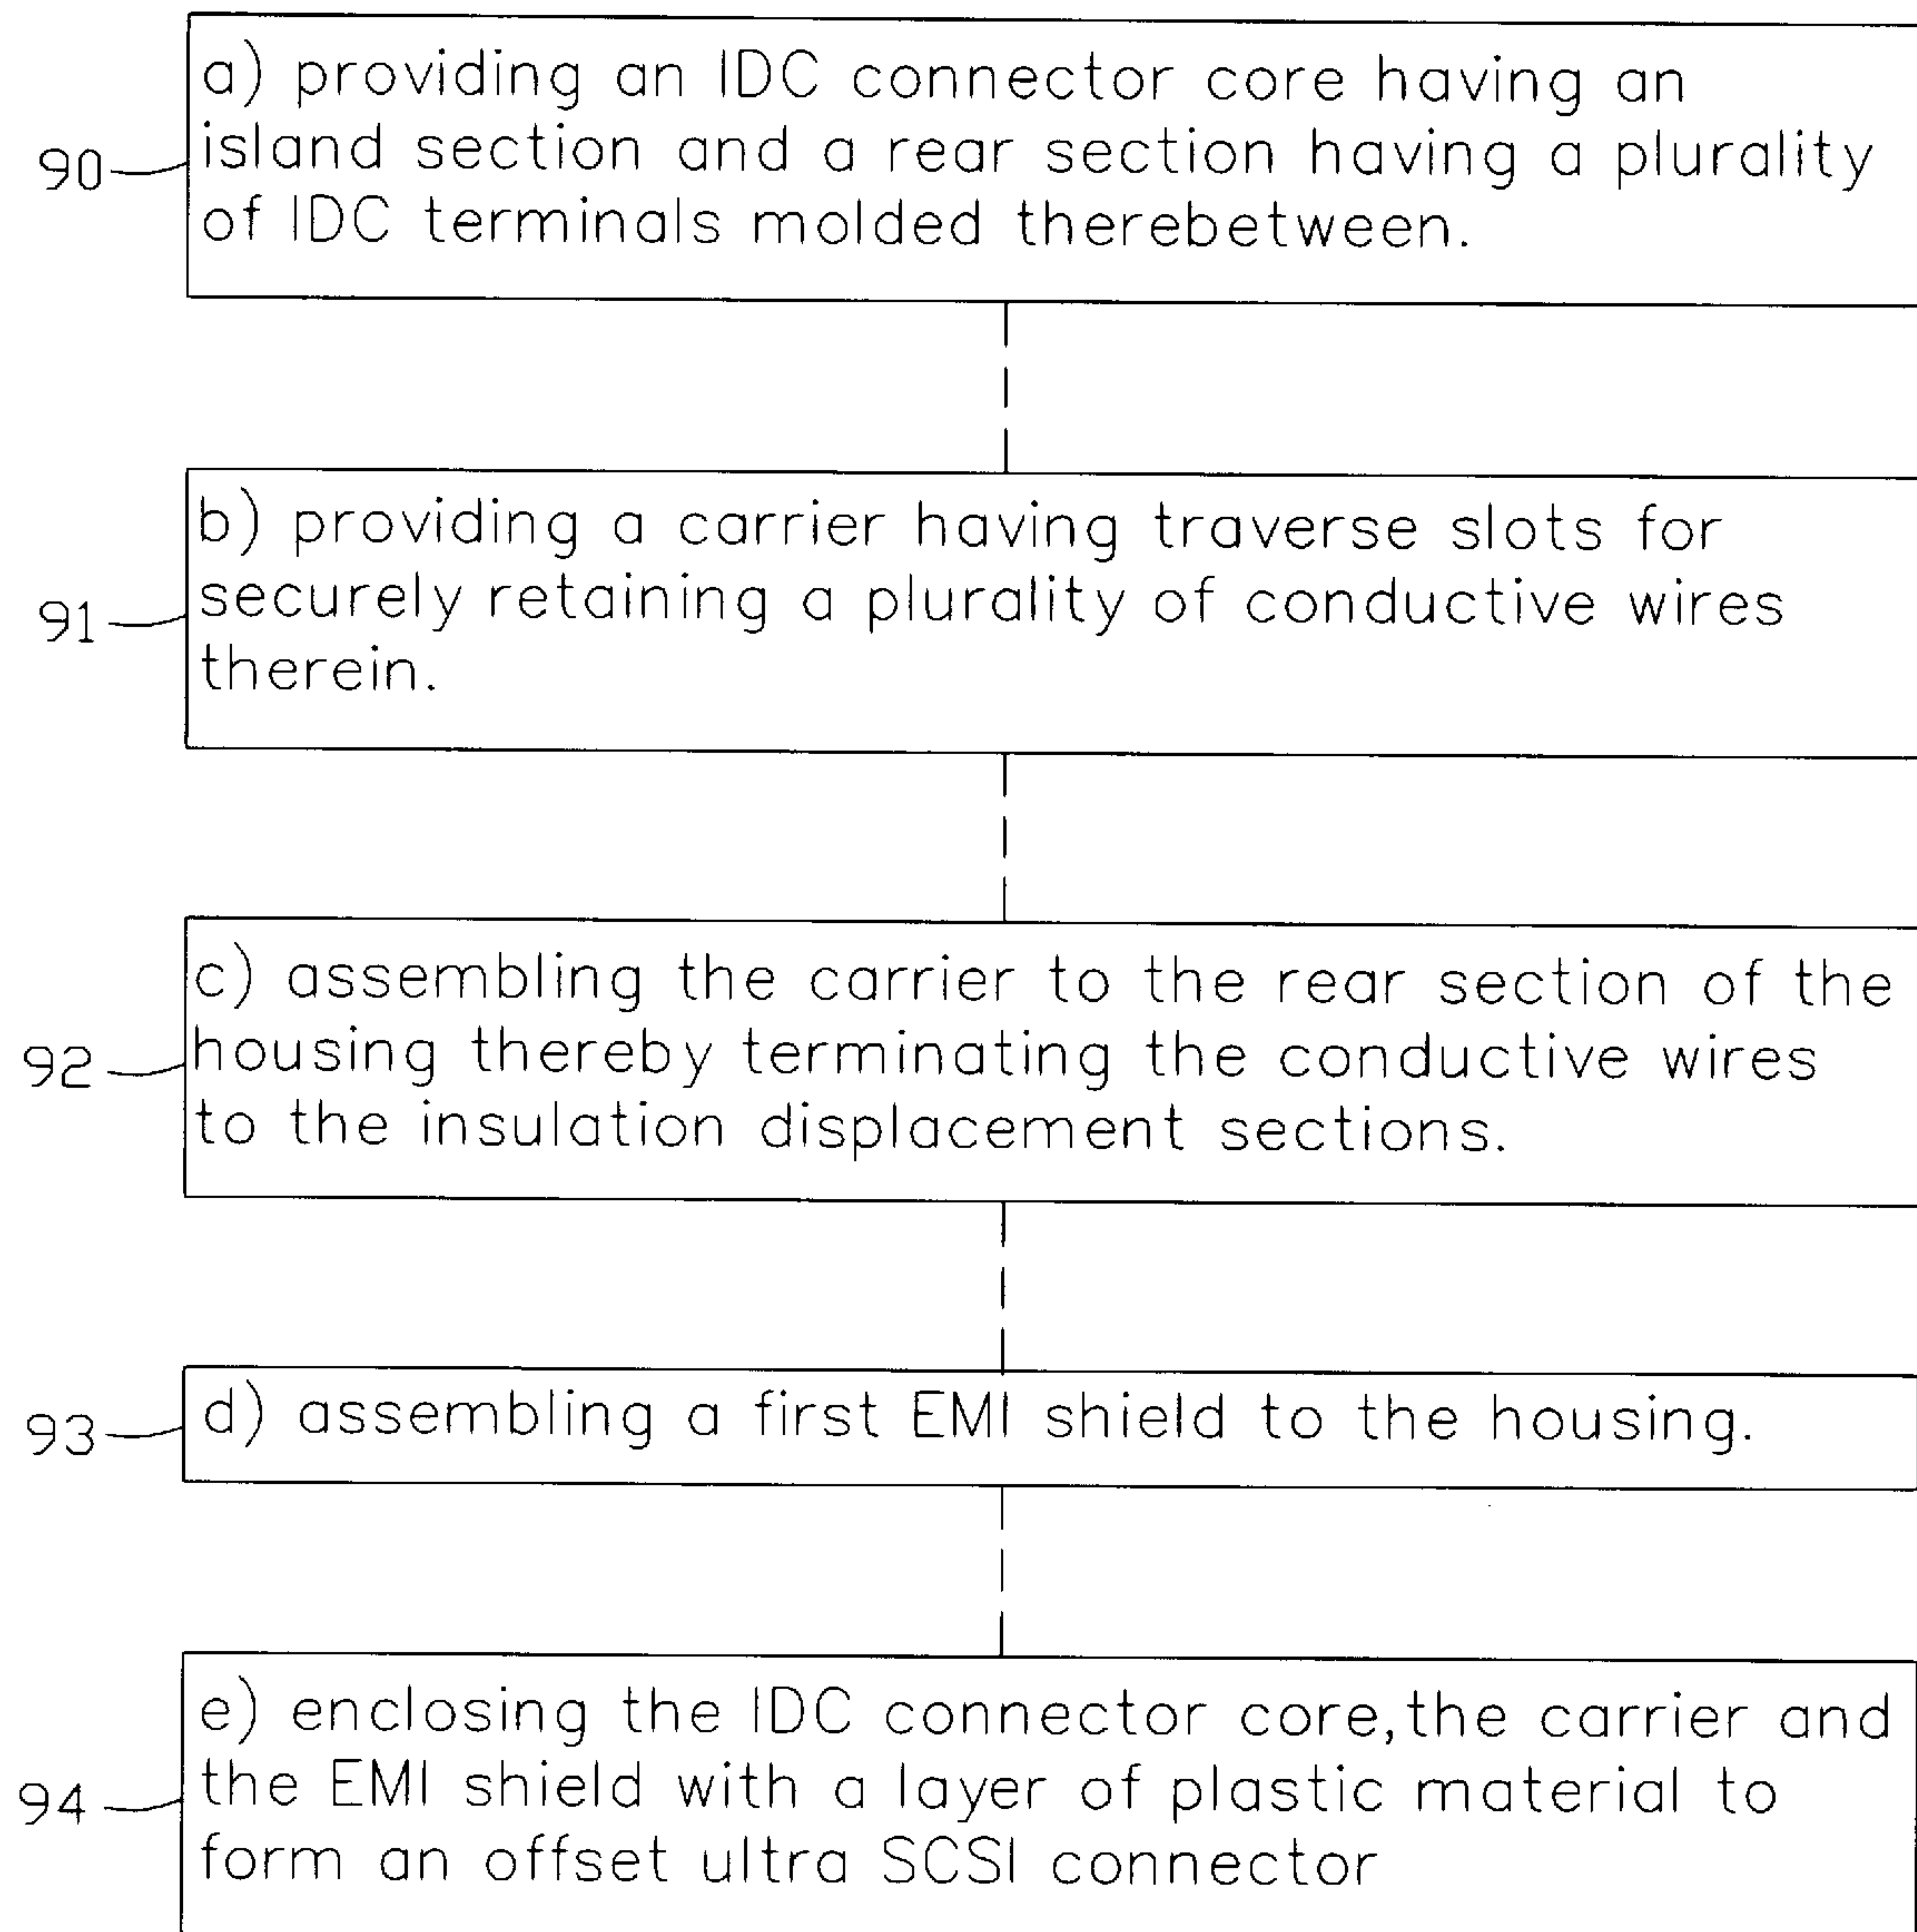 a) providing an IDC connector core having an
90 island section and a rear section having a plurality
of IDC terminals molded therebetween.
b) providing a carrier having traverse slots for
91 securely retaining a plurality of conductive wires
therein.
c) assembling the carrier to the rear section of the
92 housing thereby terminating the conductive wires
to the insulation displacement sections.
93 d) assembling a first EMI shield to the housing.
e) enclosing the IDC connector core,the carrier and
94 the EMI shield with a layer of plastic material to
form an offset ultra SCSI connector